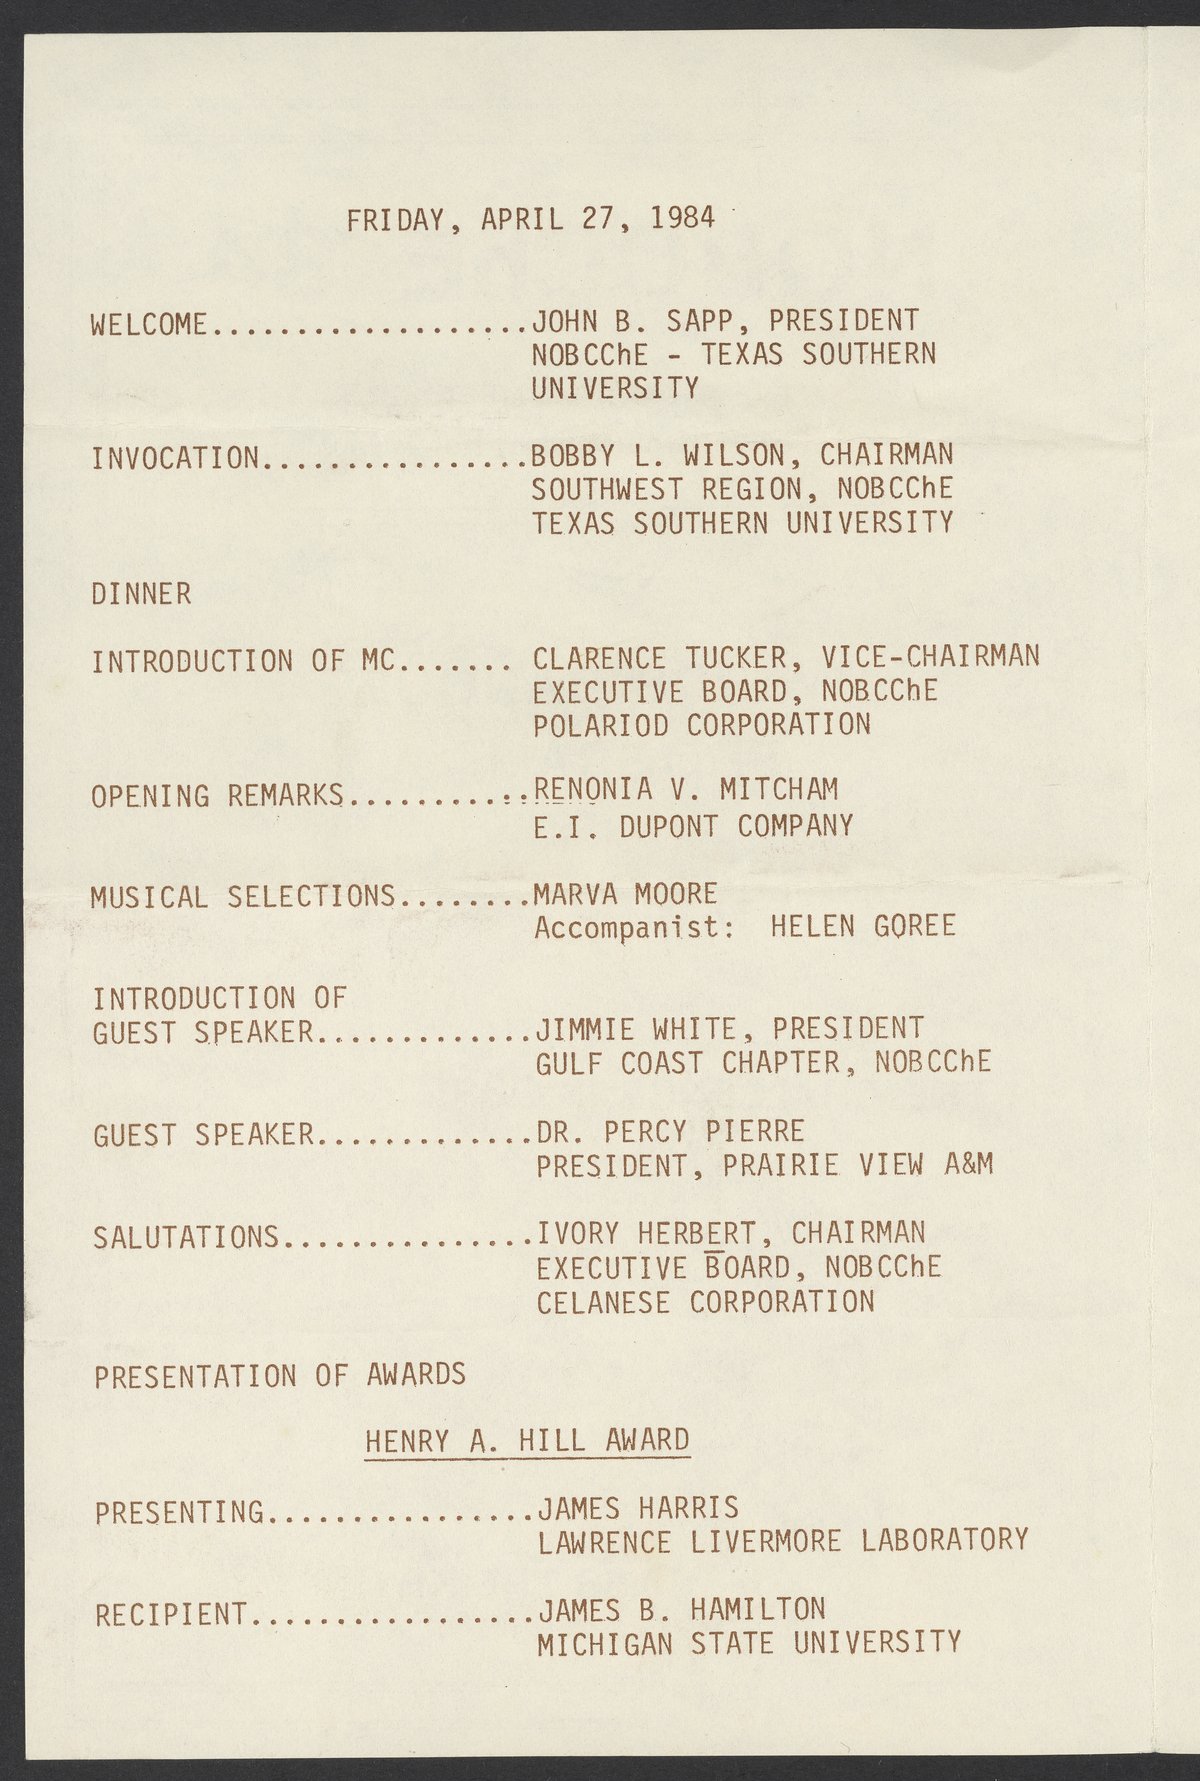 FRIDAY, APRIL 27, 1984
WELCOME...................JOHN B. SAPP, PRESIDENT
NOBCChE - TEXAS SOUTHERN
UNIVERSITY
INVOCATION................BOBBY L. WILSON, CHAIRMAN
SOUTHWEST REGION, NOBCChE
TEXAS SOUTHERN UNIVERSITY
DINNER
INTRODUCTION OF MC....... CLARENCE TUCKER, VICE-CHAIRMAN
EXECUTIVE BOARD, NOBCChE
POLARIOD CORPORATION
OPENING REMARKS...........RENONIA V. MITCHAM
E.I. DUPONT COMPANY
MUSICAL SELECTIONS........MARVA MOORE
Accompanist: HELEN GOREE
INTRODUCTION OF
GUEST SPEAKER.............JIMMIE WHITE, PRESIDENT
GULF COAST CHAPTER, NOBCChE
GUEST SPEAKER.............DR. PERCY PIERRE
PRESIDENT, PRAIRIE VIEW A&M
SALUTATIONS...............IVORY HERBERT, CHAIRMAN
EXECUTIVE BOARD, NOBCChE
CELANESE CORPORATION
PRESENTATION OF AWARDS
HENRY A. HILL AWARD
PRESENTING................JAMES HARRIS
LAWRENCE LIVERMORE LABORATORY
RECIPIENT.................JAMES B. HAMILTON
MICHIGAN STATE UNIVERSITY